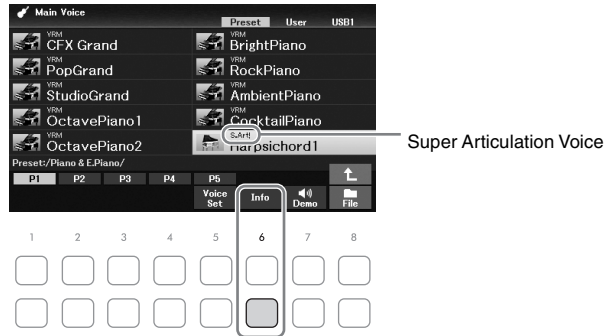 Main Voice
Preset User USB1
VRM
CFX Grand
VRM
BrightPiano
VRM
PopGrand
VRM
RockPiano
VRM
StudioGrand
VRM
AmbientPiano
VRM
OctavePiano1
VRM
CocktailPiano
VRM
OctavePiano2
S.Art!
Harpsichord1
Super Articulation Voice
Preset:/Piano & E.Piano/
P1 P2 P3 P4 P5
Voice Set
Info
Demo
File
1 2 3 4 5 6 7 8